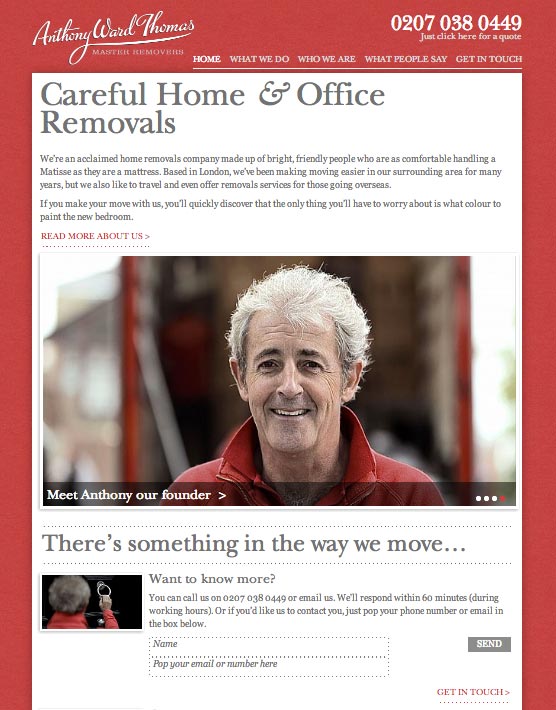 Anthony Ward Thomas
MASTER REMOVERS
0207 038 0449
Just click here for a quote
HOME WHAT WE DO WHO WE ARE WHAT PEOPLE SAY GET IN TOUCH
Careful Home & Office
Removals
We're an acclaimed home removals company made up of bright, friendly people who are as comfortable handling a
Matisse as they are a mattress. Based in London, we've been making moving easier in our surrounding area for many
years, but we also like to travel and even offer removals services for those going overseas.
If you make your move with us, you'll quickly discover that the only thing you'll have to worry about is what colour to
paint the new bedroom.
READ MORE ABOUT US >
Meet Anthony our founder >
There's something in the way we move...
Want to know more?
You can call us on 0207 038 0449 or email us. We'll respond within 60 minutes (during
working hours). Or if you'd like us to contact you, just pop your phone number or email in
the box below.
Name
SEND
Pop your email or number here
GET IN TOUCH >